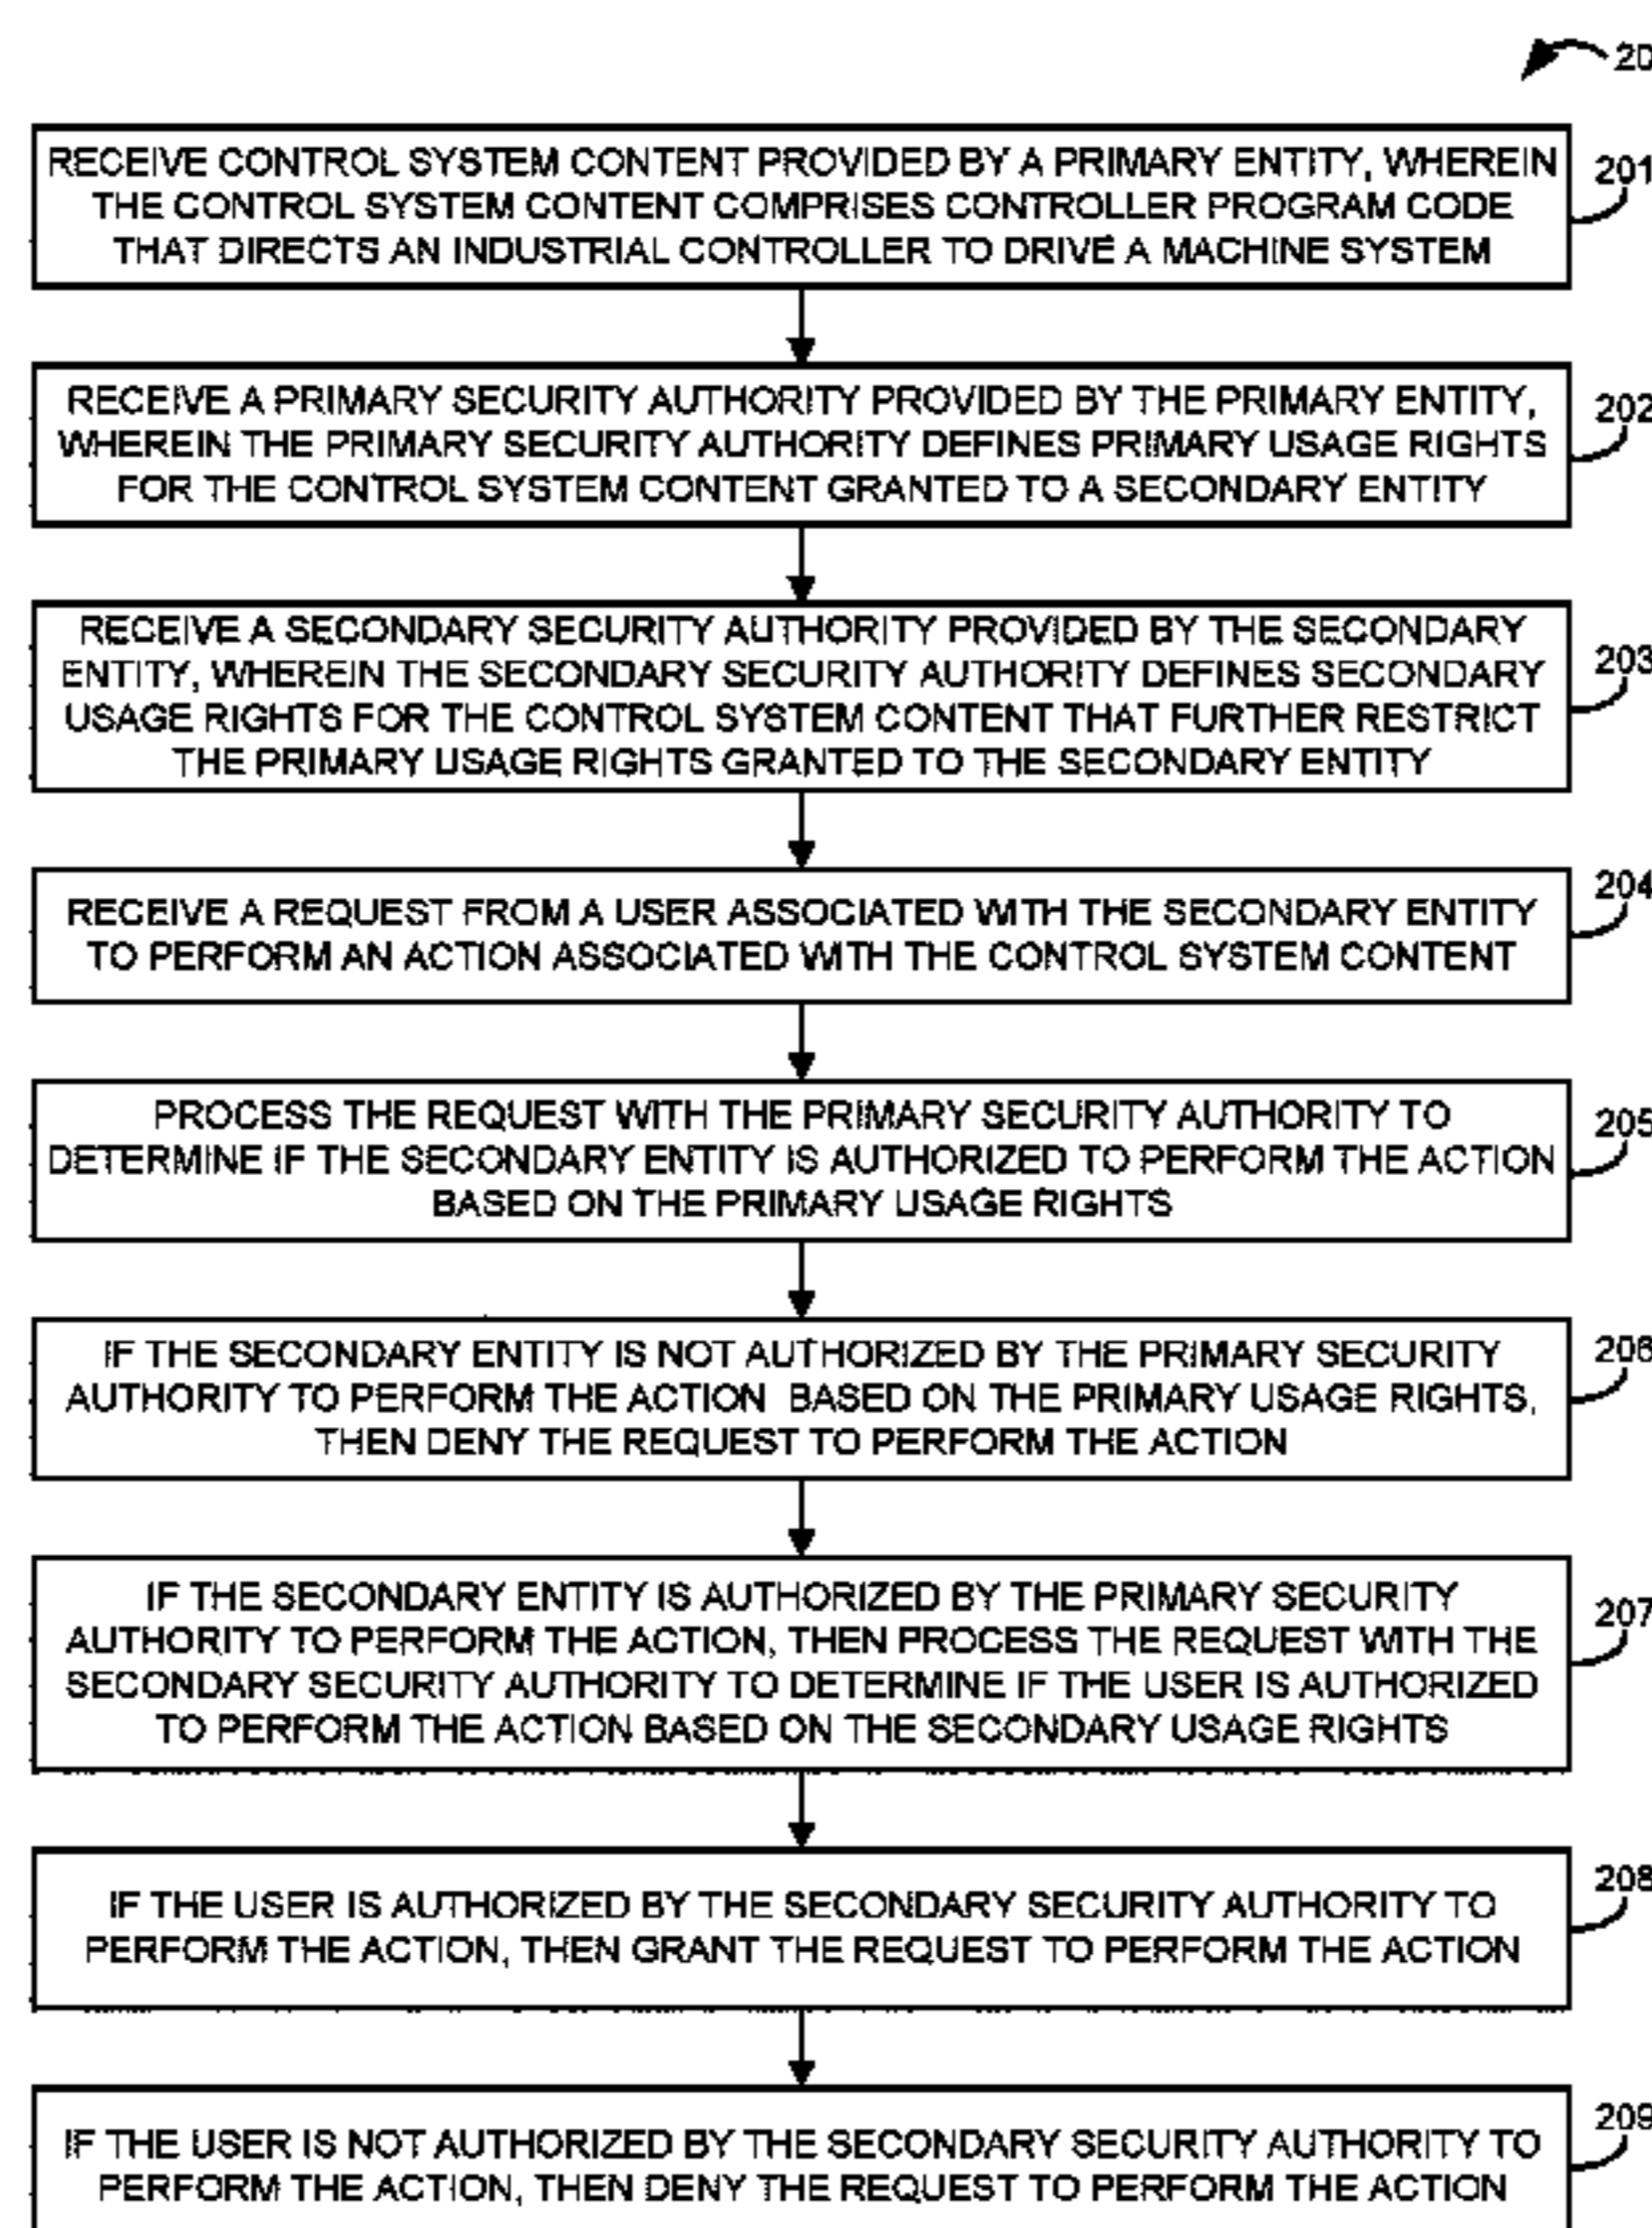 20
RECEIVE CONTROL SYSTEM CONTENT PROVIDED BY A PRIMARY ENTITY, WHEREIN
THE CONTROL SYSTEM CONTENT COMPRISES CONTROLLER PROGRAM CODE
THAT DIRECTS AN INDUSTRIAL CONTROLLER TO DRIVE A MACHINE SYSTEM
201
RECEIVE A PRIMARY SECURITY AUTHORITY PROVIDED BY THE PRIMARY ENTITY,
WHEREIN THE PRIMARY SECURITY AUTHORITY DEFINES PRIMARY USAGE RIGHTS
FOR THE CONTROL SYSTEM CONTENT GRANTED TO A SECONDARY ENTITY
202
RECEIVE A SECONDARY SECURITY AUTHORITY PROVIDED BY THE SECONDARY
ENTITY, WHEREIN THE SECONDARY SECURITY AUTHORITY DEFINES SECONDARY
USAGE RIGHTS FOR THE CONTROL SYSTEM CONTENT THAT FURTHER RESTRICT
THE PRIMARY USAGE RIGHTS GRANTED TO THE SECONDARY ENTITY
203
RECEIVE A REQUEST FROM A USER ASSOCIATED WITH THE SECONDARY ENTITY
TO PERFORM AN ACTION ASSOCIATED WITH THE CONTROL SYSTEM CONTENT
204
PROCESS THE REQUEST WITH THE PRIMARY SECURITY AUTHORITY TO
DETERMINE IF THE SECONDARY ENTITY IS AUTHORIZED TO PERFORM THE ACTION
BASED ON THE PRIMARY USAGE RIGHTS
205
IF THE SECONDARY ENTITY IS NOT AUTHORIZED BY THE PRIMARY SECURITY
AUTHORITY TO PERFORM THE ACTION BASED ON THE PRIMARY USAGE RIGHTS,
THEN DENY THE REQUEST TO PERFORM THE ACTION
206
IF THE SECONDARY ENTITY IS AUTHORIZED BY THE PRIMARY SECURITY
AUTHORITY TO PERFORM THE ACTION, THEN PROCESS THE REQUEST WITH THE
SECONDARY SECURITY AUTHORITY TO DETERMINE IF THE USER IS AUTHORIZED
TO PERFORM THE ACTION BASED ON THE SECONDARY USAGE RIGHTS
207
IF THE USER IS AUTHORIZED BY THE SECONDARY SECURITY AUTHORITY TO
PERFORM THE ACTION, THEN GRANT THE REQUEST TO PERFORM THE ACTION
208
IF THE USER IS NOT AUTHORIZED BY THE SECONDARY SECURITY AUTHORITY TO
PERFORM THE ACTION, THEN DENY THE REQUEST TO PERFORM THE ACTION
209